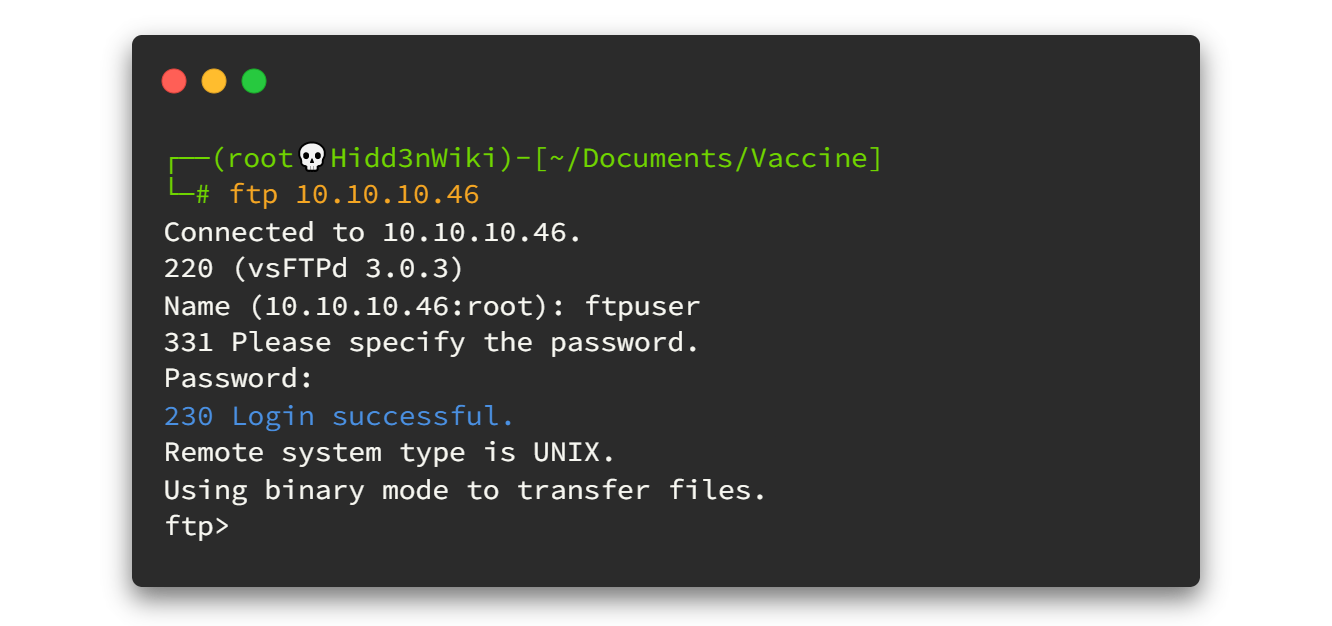 ┌──(root💀Hidd3nWiki)-[~/Documents/Vaccine]
└─# ftp 10.10.10.46
Connected to 10.10.10.46.
220 (vsFTPd 3.0.3)
Name (10.10.10.46:root): ftpuser
331 Please specify the password.
Password:
230 Login successful.
Remote system type is UNIX.
Using binary mode to transfer files.
ftp>